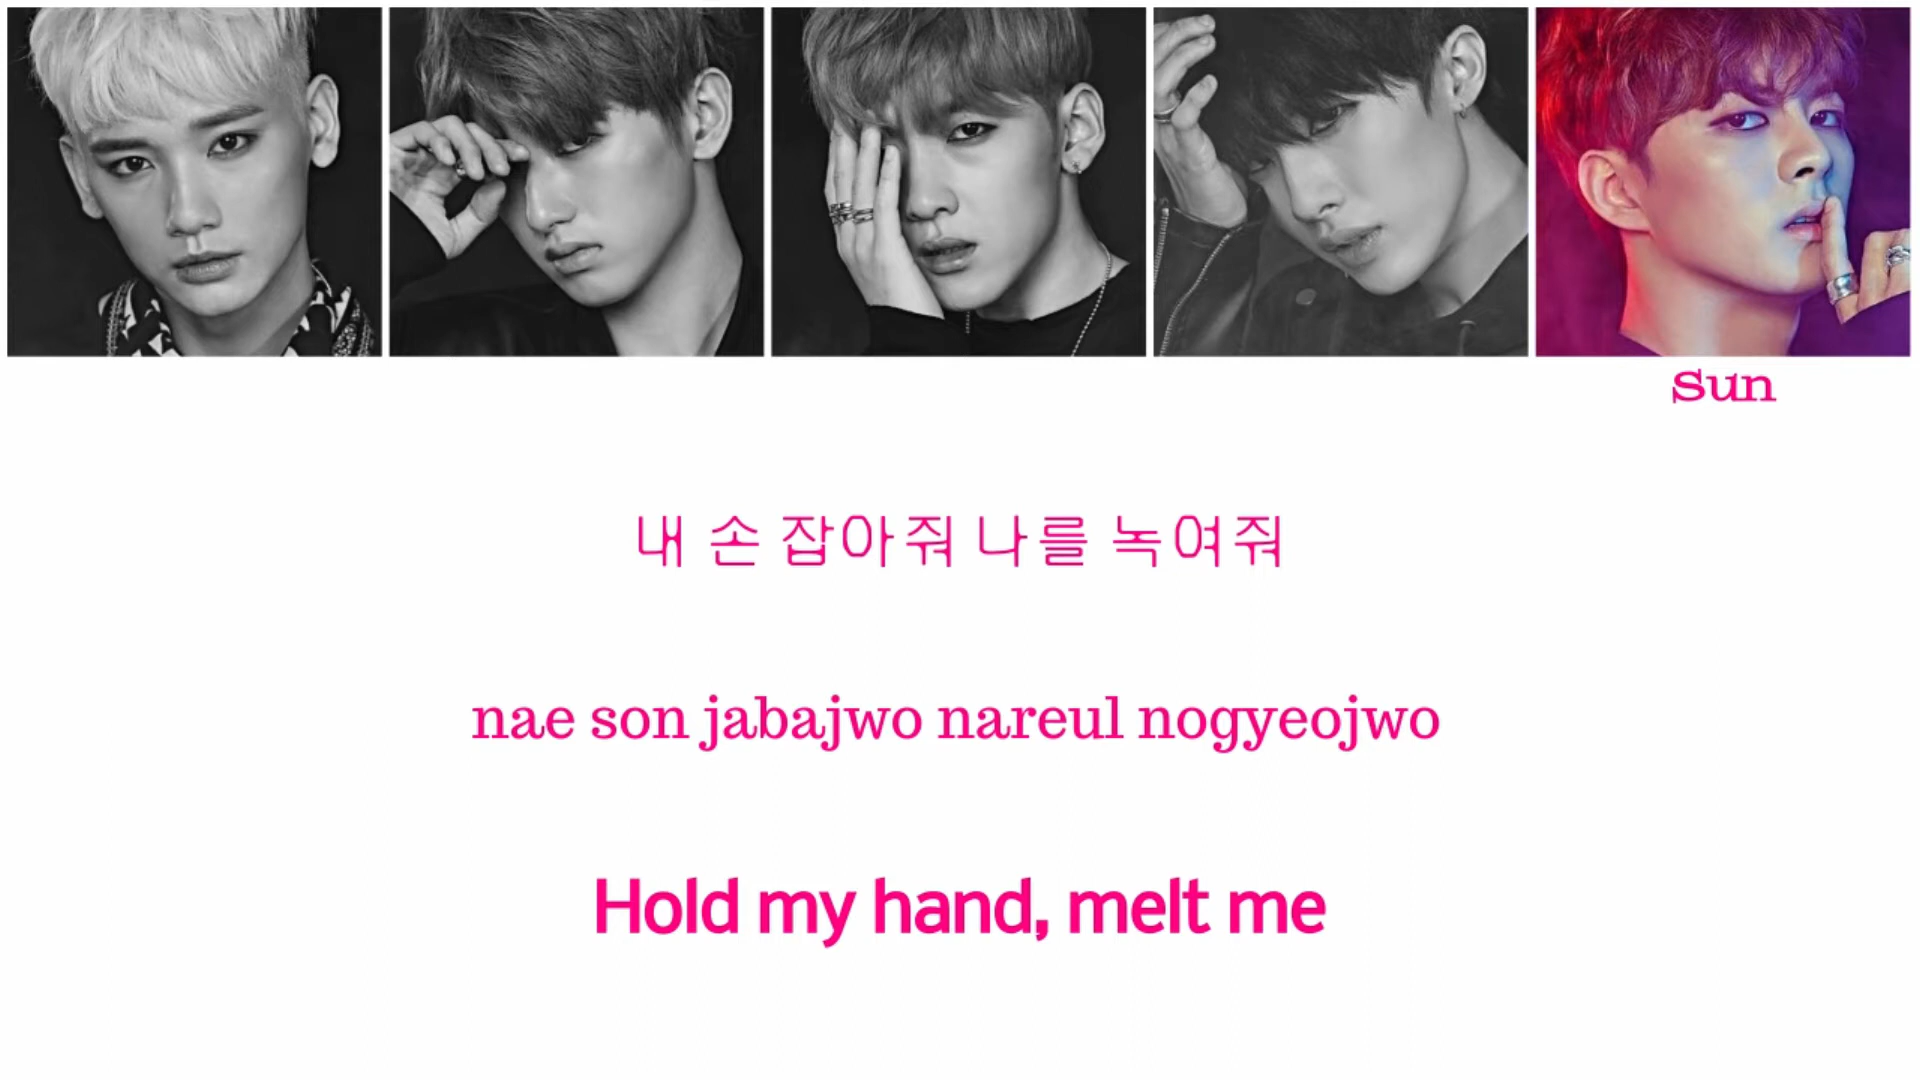 Sun
내 손 잡아줘 나를 녹여줘
nae son jabajwo nareul nogyeojwo
Hold my hand, melt me